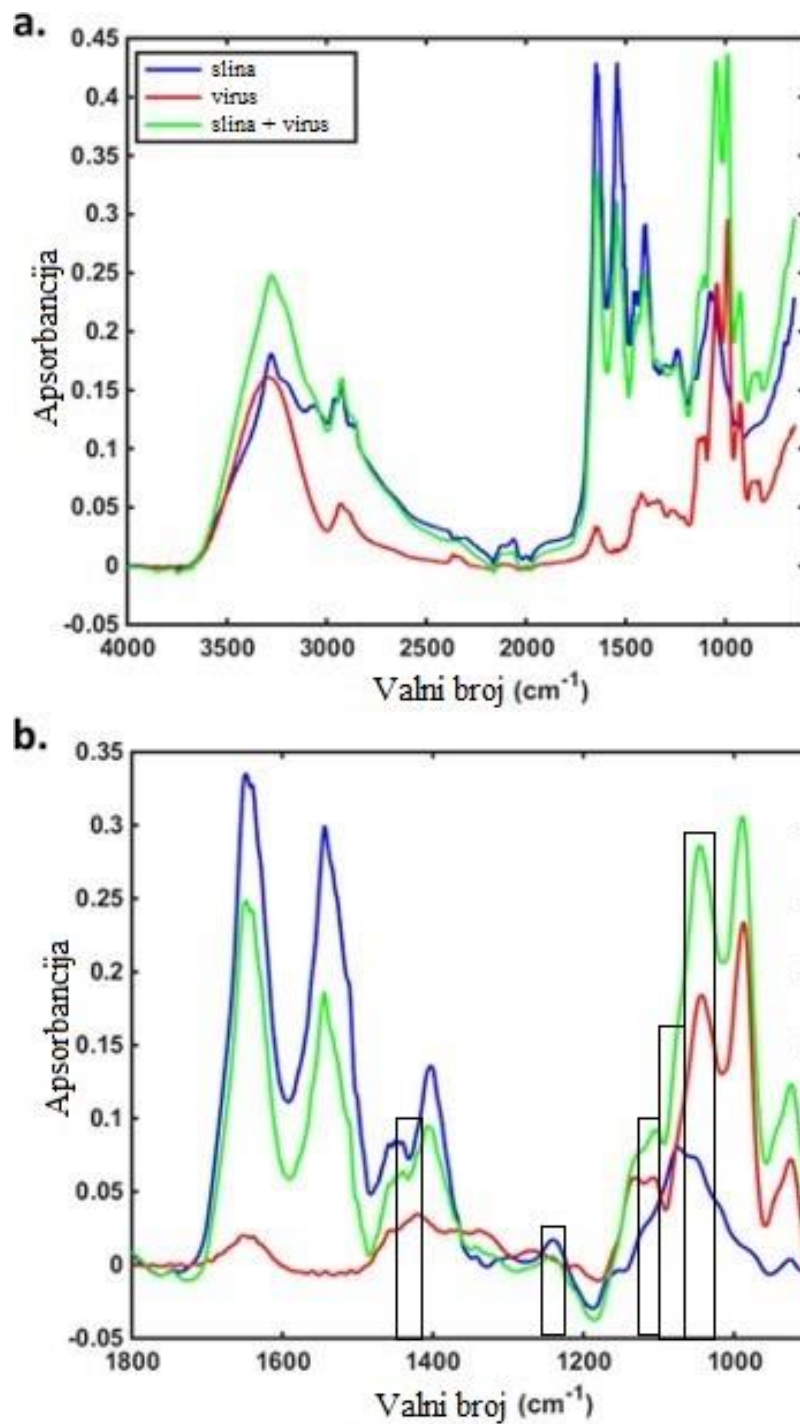 a.
0.45
0.4
0.35
0.3
0.25
0.2
0.15
0.1
0.05
0
-0.05
Apsorbancija
slina
virus
slina + virus
4000 3500 3000 2500 2000 1500 1000
Valni broj (cm-1)
b.
0.35
0.3
0.25
0.2
0.15
0.1
0.05
0
-0.05
Apsorbancija
1800 1600 1400 1200 1000
Valni broj (cm-1)